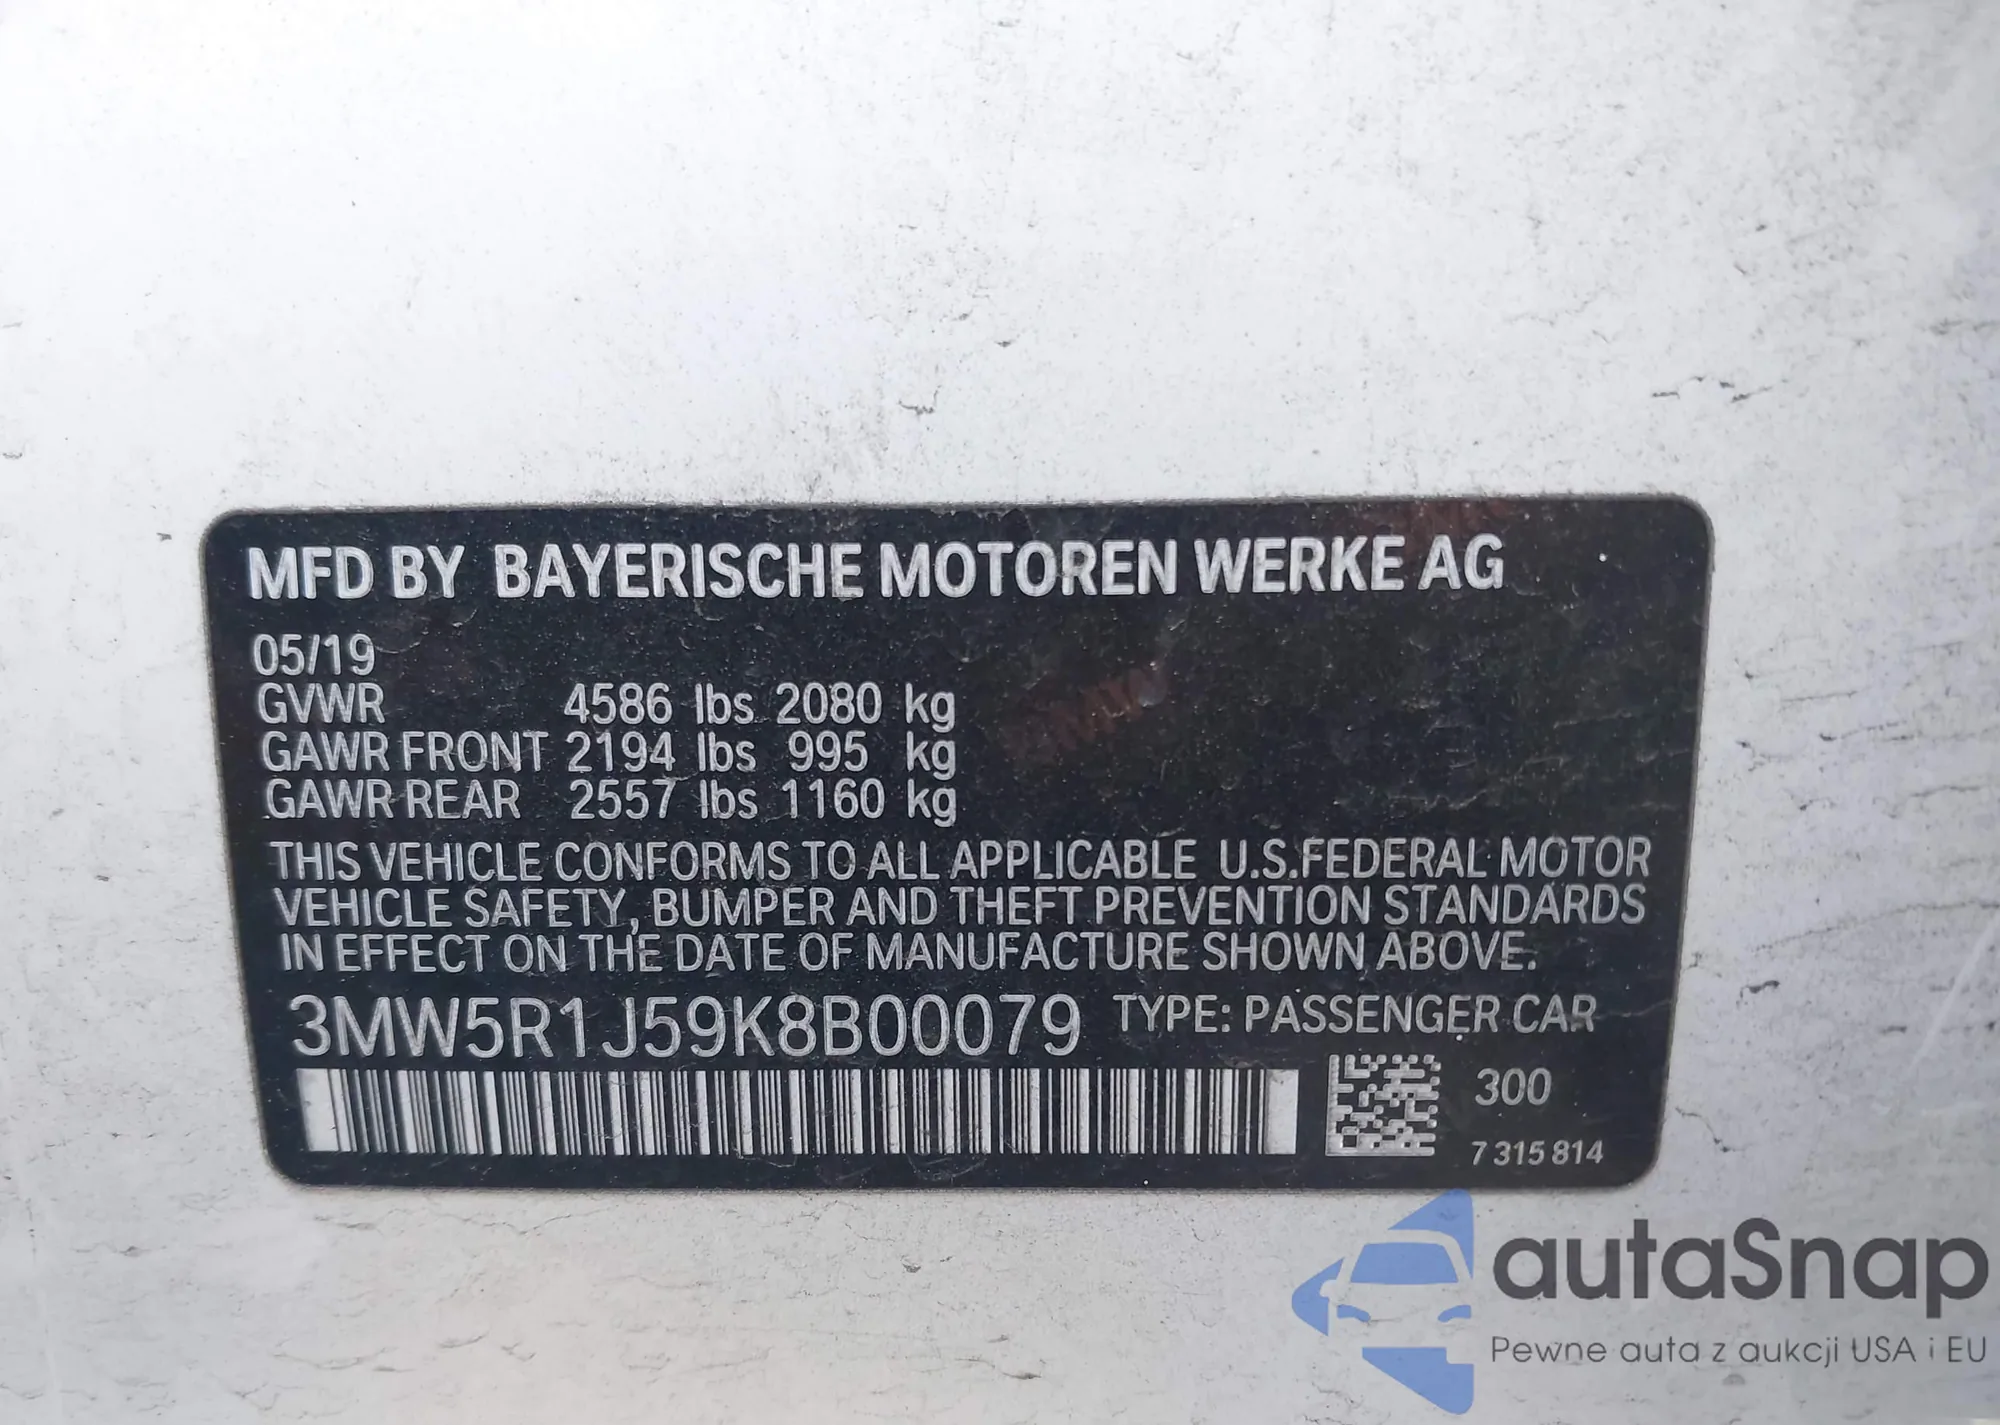 MFD BY BAYERISCHE MOTOREN WERKE AG
05/19
GVWR 4586 lbs 2080 kg
GAWR FRONT 2194 lbs 995 kg
GAWR REAR 2557 lbs 1160 kg
THIS VEHICLE CONFORMS TO ALL APPLICABLE U.S.FEDERAL MOTOR
VEHICLE SAFETY, BUMPER AND THEFT PREVENTION STANDARDS
IN EFFECT ON THE DATE OF MANUFACTURE SHOWN ABOVE.
3MW5R1J59K8B00079 TYPE: PASSENGER CAR
300
7 315 814
autaSnap
Pewne auta z aukcji USA i EU